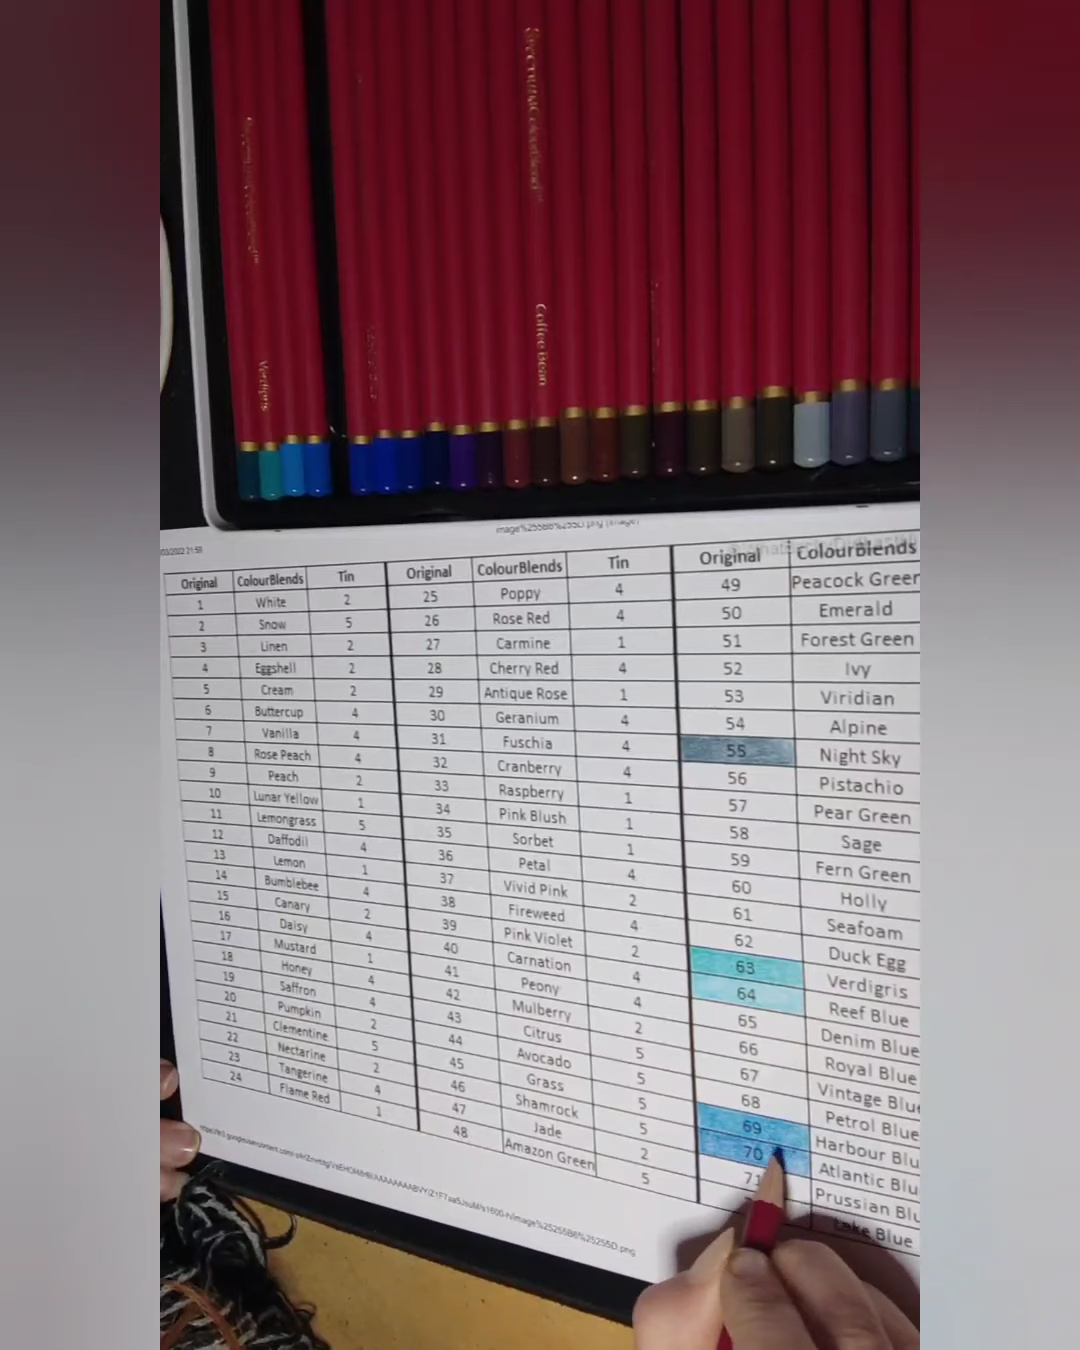 Verdigris
Coffee Bean
Original ColourBlends Tin
1 White 2
2 Snow 5
3 Linen 2
4 Eggshell 2
5 Cream 2
6 Buttercup 4
7 Vanilla 4
8 Rose Peach 4
9 Peach 2
10 Lunar Yellow 1
11 Lemongrass 5
12 Daffodil 4
13 Lemon 1
14 Bumblebee 4
15 Canary 2
16 Daisy 4
17 Mustard 1
18 Honey 4
19 Saffron 4
20 Pumpkin 2
21 Clementine 5
22 Nectarine 2
23 Tangerine 4
24 Flame Red 1
Original ColourBlends Tin
25 Poppy 4
26 Rose Red 4
27 Carmine 1
28 Cherry Red 4
29 Antique Rose 1
30 Geranium 4
31 Fuschia 4
32 Cranberry 4
33 Raspberry 1
34 Pink Blush 1
35 Sorbet 1
36 Petal 4
37 Vivid Pink 2
38 Fireweed 4
39 Pink Violet 2
40 Carnation 4
41 Peony 4
42 Mulberry 2
43 Citrus 5
44 Avocado 5
45 Grass 5
46 Shamrock 5
47 Jade 2
48 Amazon Green 5
Original ColourBlends
49 Peacock Green
50 Emerald
51 Forest Green
52 Ivy
53 Viridian
54 Alpine
55 Night Sky
56 Pistachio
57 Pear Green
58 Sage
59 Fern Green
60 Holly
61 Seafoam
62 Duck Egg
63 Verdigris
64 Reef Blue
65 Denim Blue
66 Royal Blue
67 Vintage Blu
68 Petrol Blue
69 Harbour Blu
70 Atlantic Blu
71 Prussian Blu
Lake Blue